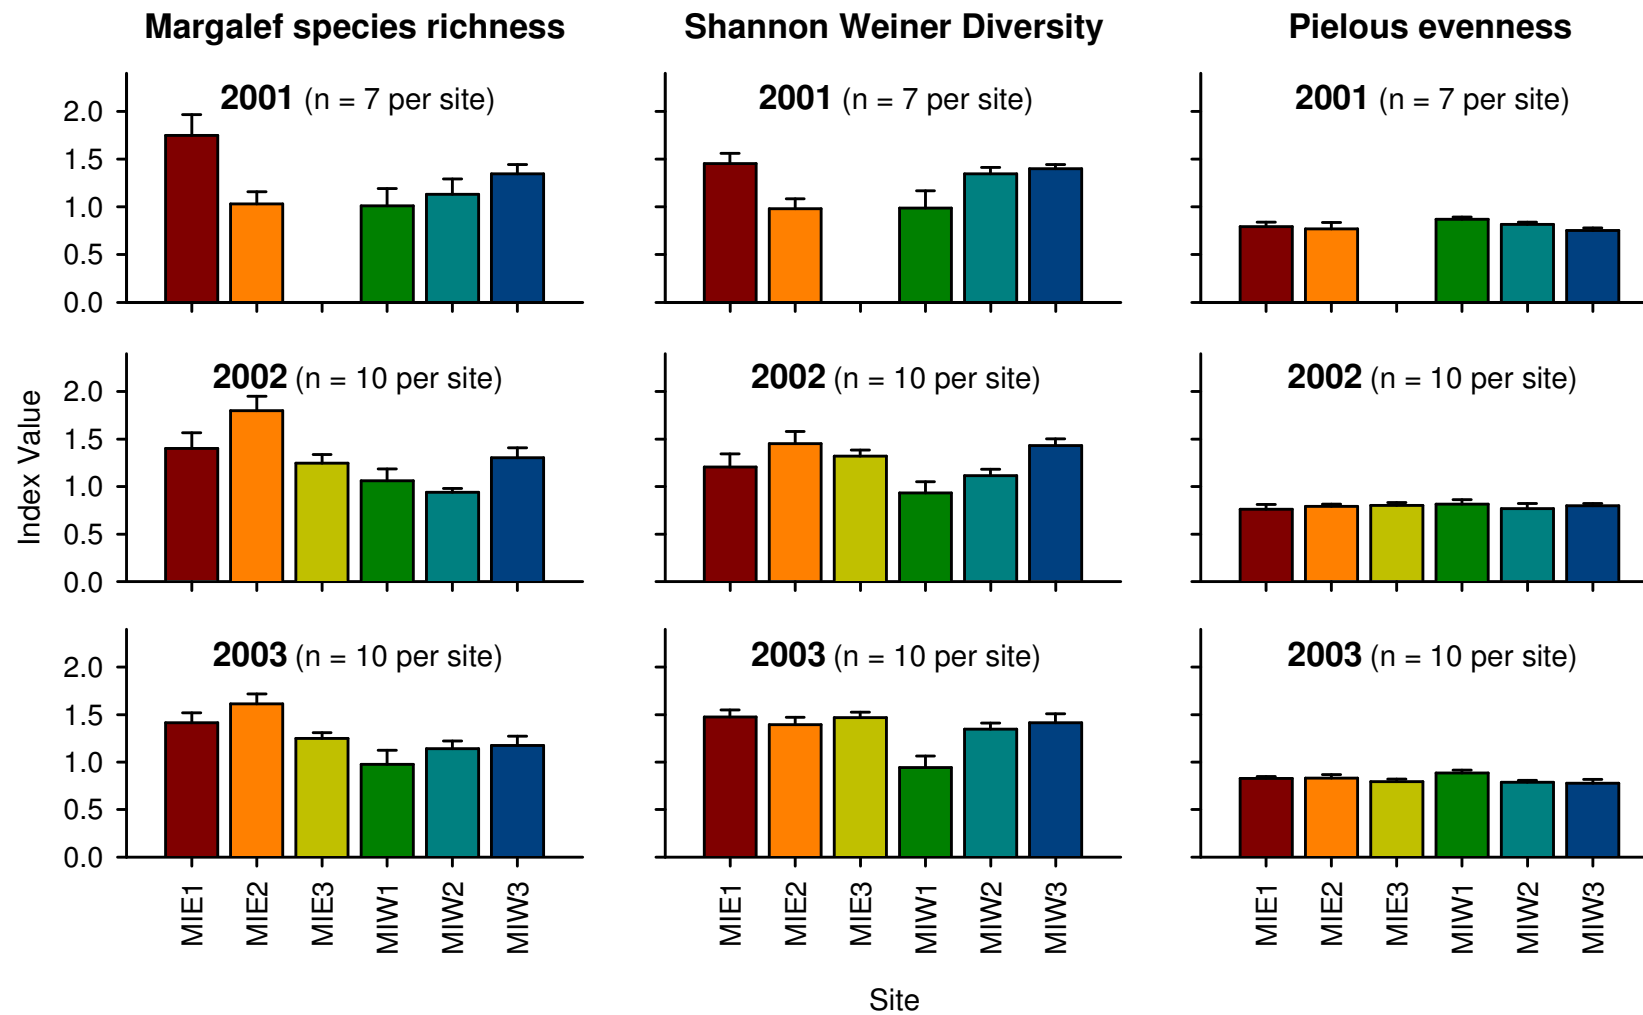 Margalef species richness
Shannon Weiner Diversity
Pielous evenness
2001 (n = 7 per site)
2001 (n = 7 per site)
2001 (n = 7 per site)
2.0
1.5
1.0
0.5
0.0
2002 (n = 10 per site)
2002 (n = 10 per site)
2002 (n = 10 per site)
Index Value
2.0
1.5
1.0
0.5
0.0
2003 (n = 10 per site)
2003 (n = 10 per site)
2003 (n = 10 per site)
2.0
1.5
1.0
0.5
0.0
MIE1
MIE2
MIE3
MIW1
MIW2
MIW3
MIE1
MIE2
MIE3
MIW1
MIW2
MIW3
MIE1
MIE2
MIE3
MIW1
MIW2
MIW3
Site